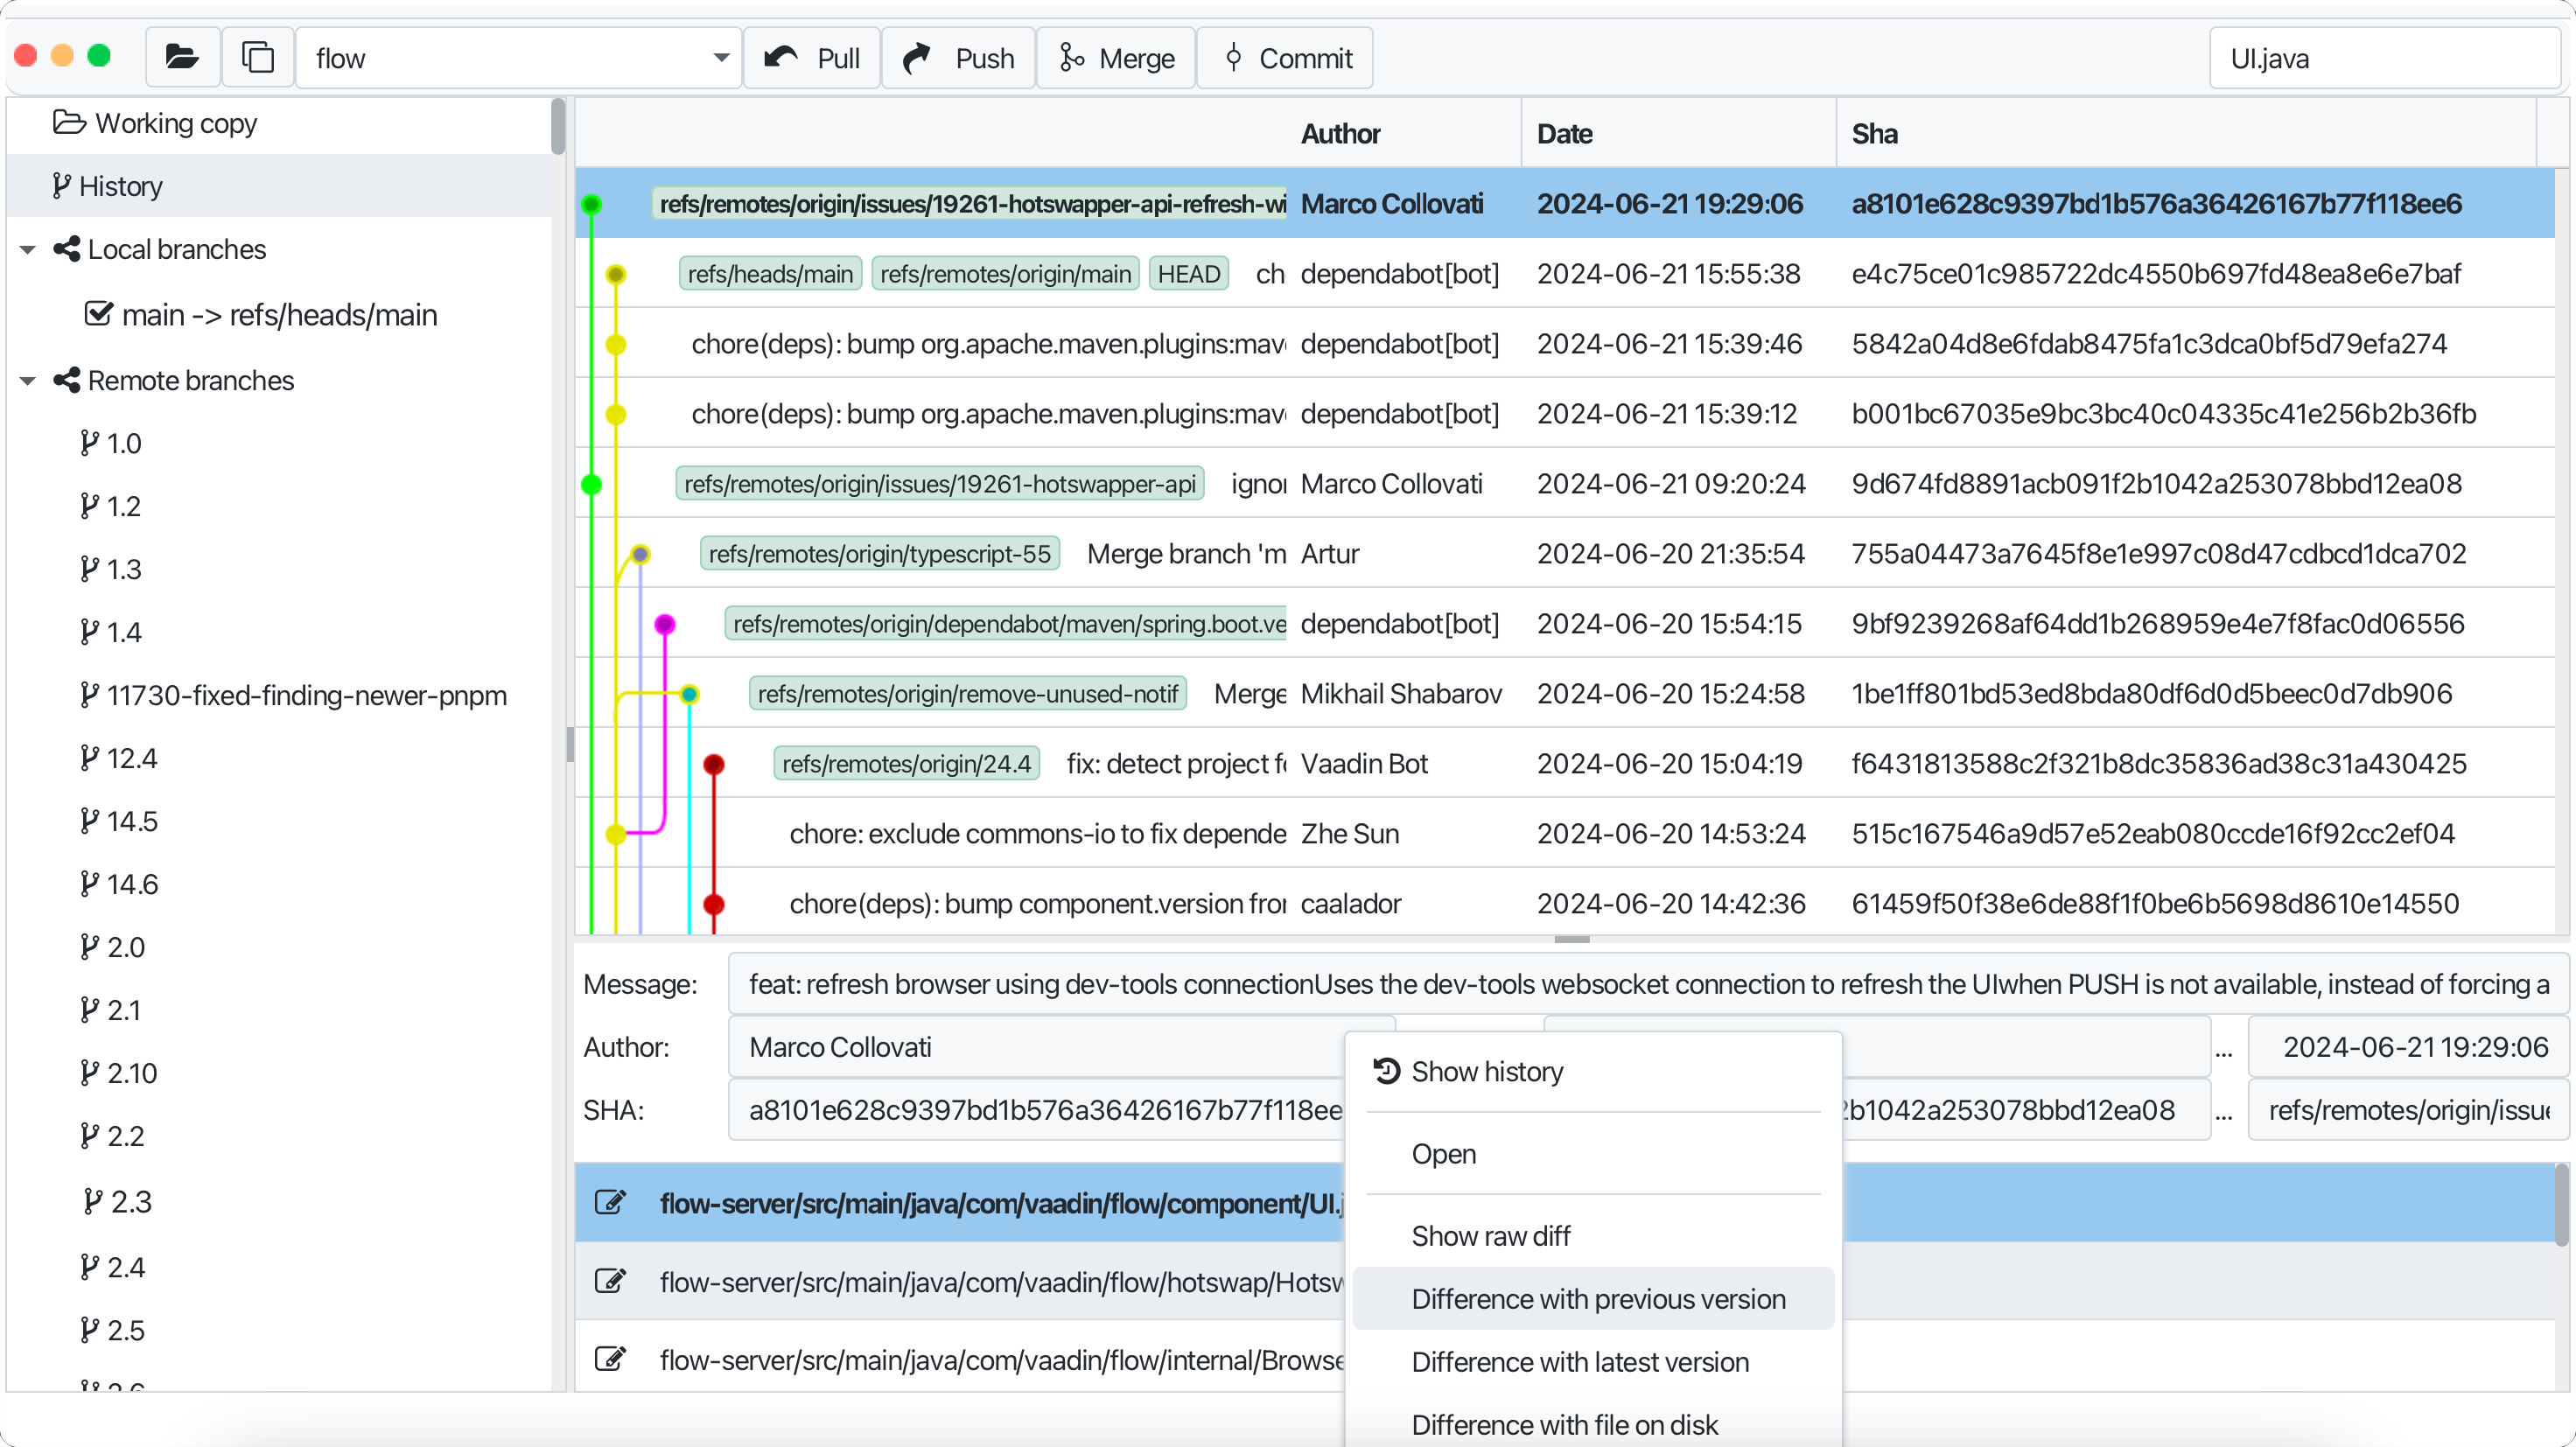 flow Pull Push Merge Commit UI.java
Working copy
History
Local branches
main -> refs/heads/main
Remote branches
1.0
1.2
1.3
1.4
11730-fixed-finding-newer-pnpm
12.4
14.5
14.6
2.0
2.1
2.10
2.2
2.3
2.4
2.5
Author Date Sha
refs/remotes/origin/issues/19261-hotswapper-api-refresh-wi Marco Collovati 2024-06-21 19:29:06 a8101e628c9397bd1b576a36426167b77f118ee6
refs/heads/main refs/remotes/origin/main HEAD ch dependabot[bot] 2024-06-21 15:55:38 e4c75ce01c985722dc4550b697fd48ea8e6e7baf
chore(deps): bump org.apache.maven.plugins:mav dependabot[bot] 2024-06-21 15:39:46 5842a04d8e6fdab8475fa1c3dca0bf5d79efa274
chore(deps): bump org.apache.maven.plugins:mav dependabot[bot] 2024-06-21 15:39:12 b001bc67035e9bc3bc40c04335c41e256b2b36fb
refs/remotes/origin/issues/19261-hotswapper-api ignor Marco Collovati 2024-06-21 09:20:24 9d674fd8891acb091f2b1042a253078bbd12ea08
refs/remotes/origin/typescript-55 Merge branch 'm Artur 2024-06-20 21:35:54 755a04473a7645f8e1e997c08d47cdbcd1dca702
refs/remotes/origin/dependabot/maven/spring.boot.ve dependabot[bot] 2024-06-20 15:54:15 9bf9239268af64dd1b268959e4e7f8fac0d06556
refs/remotes/origin/remove-unused-notif Merge Mikhail Shabarov 2024-06-20 15:24:58 1be1ff801bd53ed8bda80df6d0d5beec0d7db906
refs/remotes/origin/24.4 fix: detect project fo Vaadin Bot 2024-06-20 15:04:19 f6431813588c2f321b8dc35836ad38c31a430425
chore: exclude commons-io to fix depende Zhe Sun 2024-06-20 14:53:24 515c167546a9d57e52eab080ccde16f92cc2ef04
chore(deps): bump component.version from caalador 2024-06-20 14:42:36 61459f50f38e6de88f1f0be6b5698d8610e14550
Message: feat: refresh browser using dev-tools connectionUses the dev-tools websocket connection to refresh the UIwhen PUSH is not available, instead of forcing a
Author: Marco Collovati ... 2024-06-21 19:29:06
SHA: a8101e628c9397bd1b576a36426167b77f118ee b1042a253078bbd12ea08 ... refs/remotes/origin/issue
flow-server/src/main/java/com/vaadin/flow/component/UI.j
flow-server/src/main/java/com/vaadin/flow/hotswap/Hotsw
flow-server/src/main/java/com/vaadin/flow/internal/Browse
Show history
Open
Show raw diff
Difference with previous version
Difference with latest version
Difference with file on disk